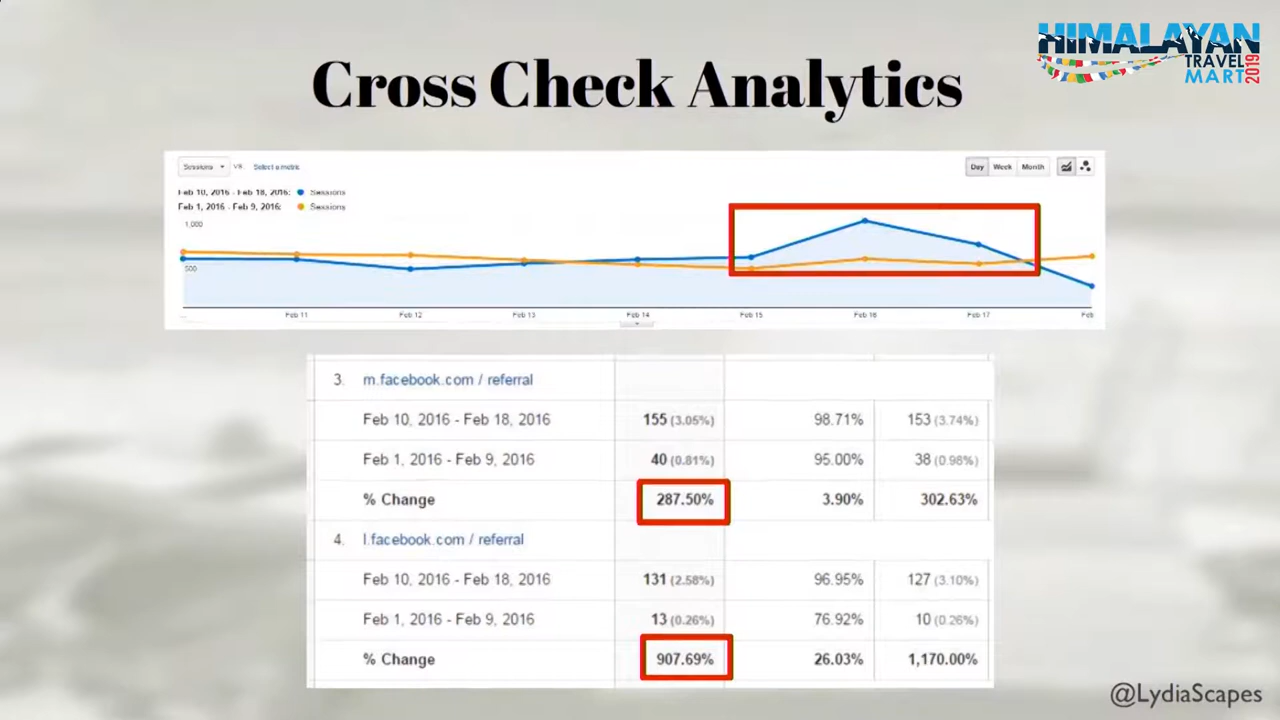 HIMALAYAN
TRAVEL
MART 2019
Cross Check Analytics
Sessions VS. Select a metric
Day Week Month
Feb 10, 2016 - Feb 18, 2016: Sessions
Feb 1, 2016 - Feb 9, 2016: Sessions
1,000
500
... Feb 11 Feb 12 Feb 13 Feb 14 Feb 15 Feb 16 Feb 17 Feb
3. m.facebook.com / referral
Feb 10, 2016 - Feb 18, 2016 155 (3.05%) 98.71% 153 (3.74%)
Feb 1, 2016 - Feb 9, 2016 40 (0.81%) 95.00% 38 (0.98%)
% Change 287.50% 3.90% 302.63%
4. l.facebook.com / referral
Feb 10, 2016 - Feb 18, 2016 131 (2.58%) 96.95% 127 (3.10%)
Feb 1, 2016 - Feb 9, 2016 13 (0.26%) 76.92% 10 (0.26%)
% Change 907.69% 26.03% 1,170.00%
@LydiaScapes